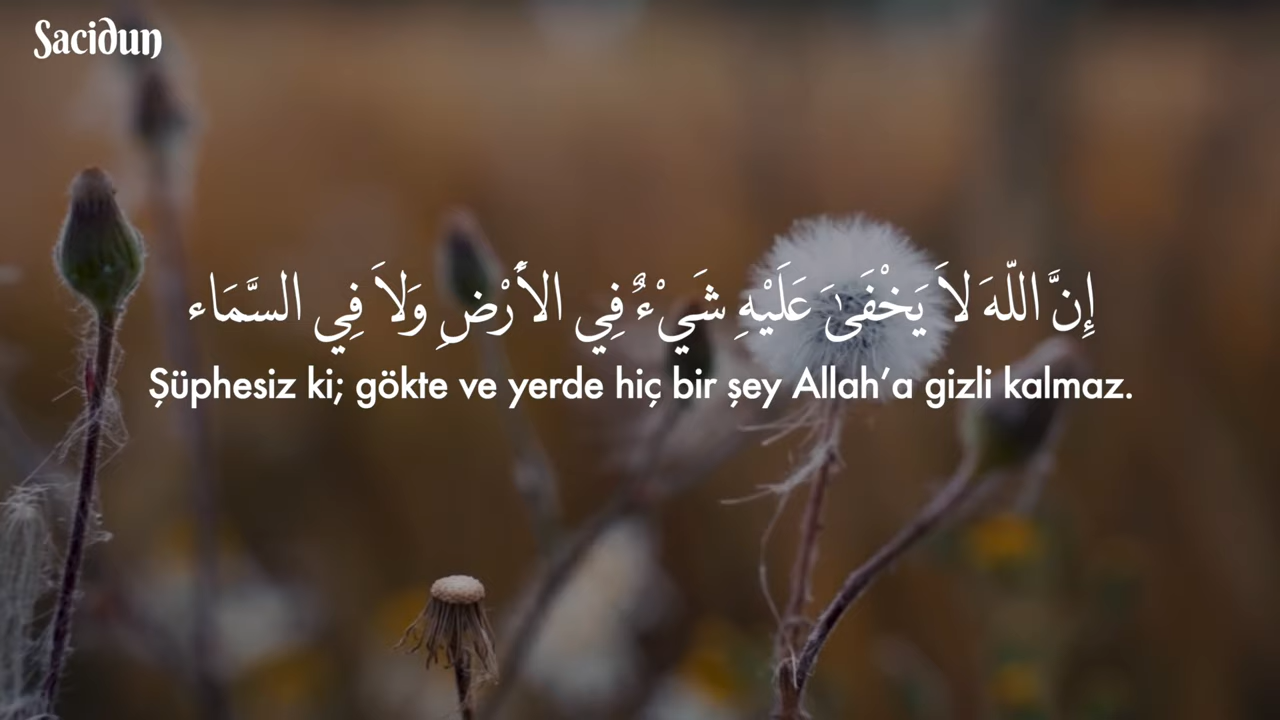 Sacidun
إِنَّ اللّهَ لاَ يَخْفَىَ عَلَيْهِ شَيْءٌ فِي الأَرْضِ وَلاَ فِي السَّمَاء
Şüphesiz ki; gökte ve yerde hiç bir şey Allah’a gizli kalmaz.